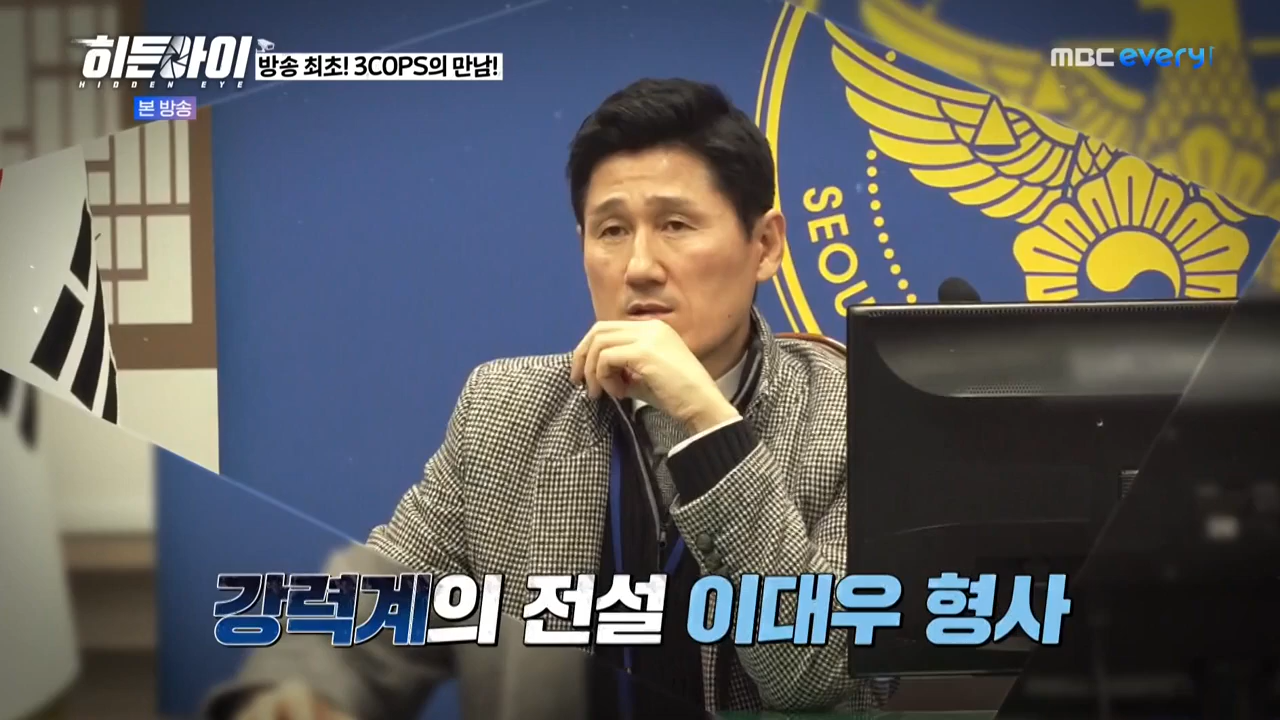 히든아이
HIDDEN EYE
방송 최초! 3COPS의 만남!
본 방송
MBC every1
SEOU
강력계의 전설 이대우 형사